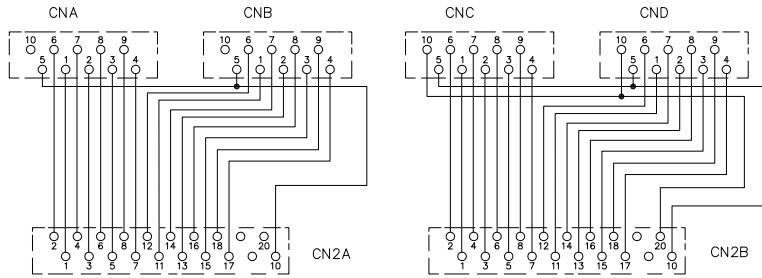 CNA CNB CNC CND
10 6 7 8 9 10 6 7 8 9 10 6 7 8 9 10 6 7 8 9
5 1 2 3 4 5 1 2 3 4 5 1 2 3 4 5 1 2 3 4
2 4 6 8 12 14 16 18 20 CN2A 2 4 6 8 12 14 16 18 20 CN2B
1 3 5 7 11 13 15 17 10 1 3 5 7 11 13 15 17 10